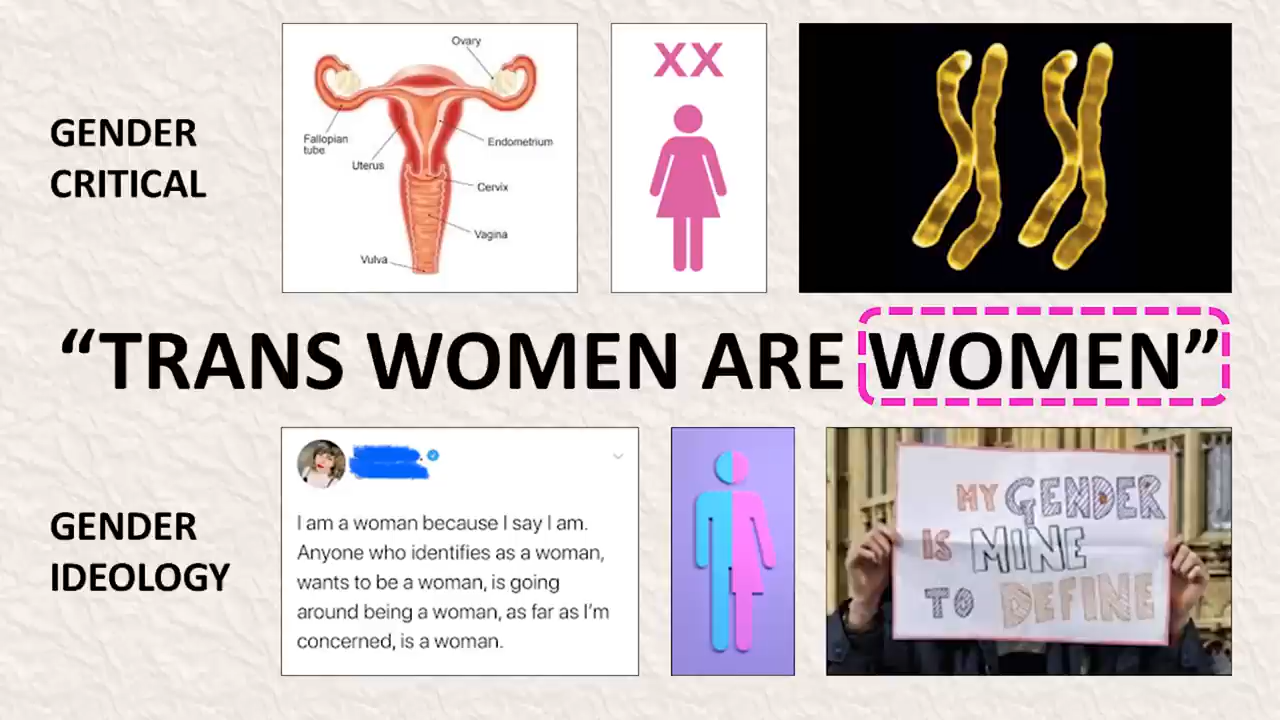 GENDER
CRITICAL
Ovary
Fallopian
tube
Uterus
Endometrium
Cervix
Vagina
Vulva
XX
“TRANS WOMEN ARE WOMEN”
GENDER
IDEOLOGY
I am a woman because I say I am.
Anyone who identifies as a woman,
wants to be a woman, is going
around being a woman, as far as I’m
concerned, is a woman.
MY GENDER
IS MINE
TO DEFINE